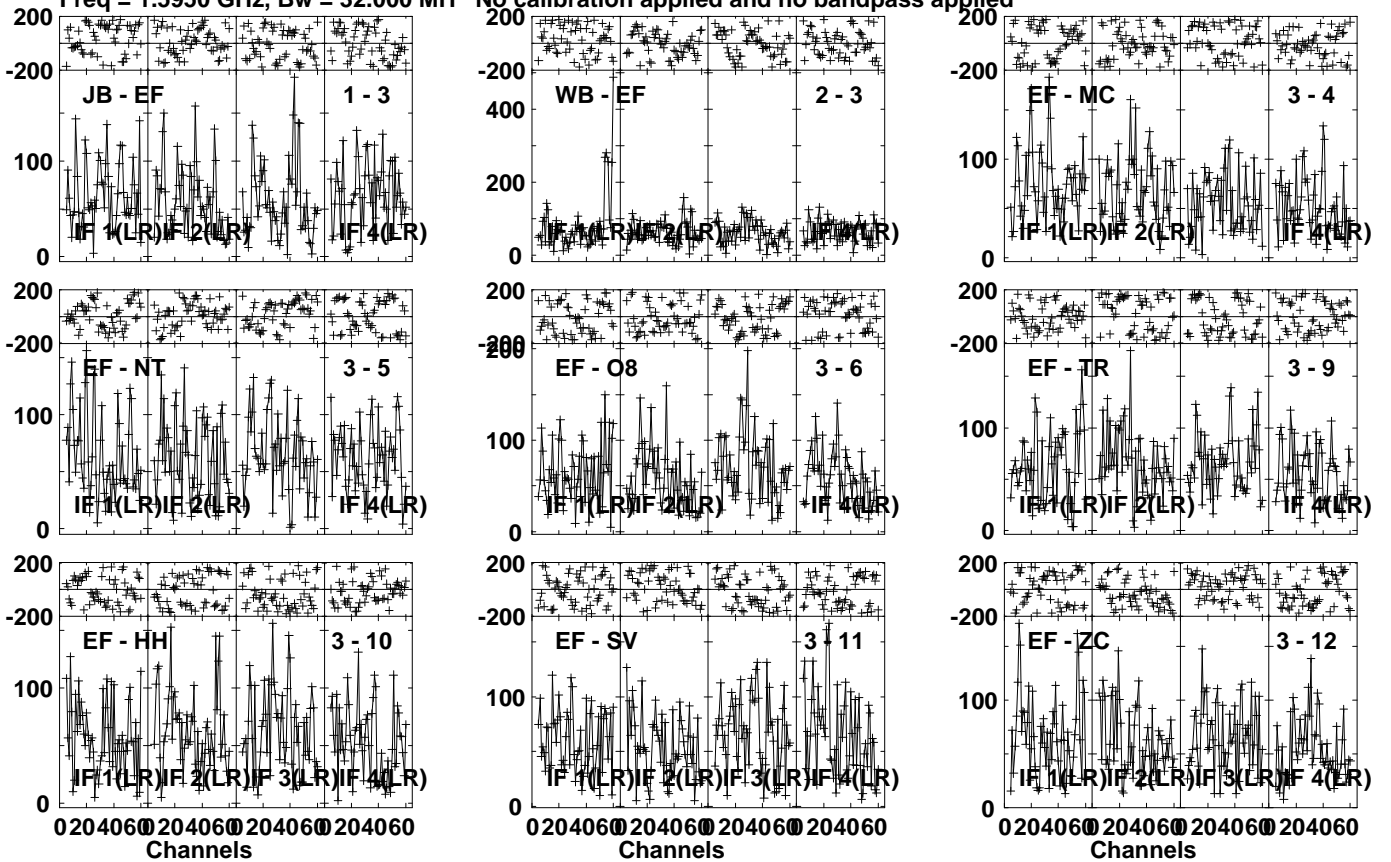 Freq = 1.5950 GHz, Bw = 32.000 MH No calibration applied and no bandpass applied
200
-200
JB - EF 1 - 3
100
0
IF 1(LR) IF 2(LR) IF 4(LR)
WB - EF 2 - 3
200
-200
400
200
0
IF 1(LR) IF 2(LR) IF 4(LR)
EF - MC 3 - 4
200
-200
100
0
IF 1(LR) IF 2(LR) IF 4(LR)
EF - NT 3 - 5
200
-200
100
0
IF 1(LR) IF 2(LR) IF 4(LR)
EF - O8 3 - 6
200
-200
200
100
0
IF 1(LR) IF 2(LR) IF 4(LR)
EF - TR 3 - 9
200
-200
100
0
IF 1(LR) IF 2(LR) IF 4(LR)
EF - HH 3 - 10
200
-200
100
0
IF 1(LR) IF 2(LR) IF 3(LR) IF 4(LR)
0 20 40 60 0 20 40 60 0 20 40 60 0 20 40 60
Channels
EF - SV 3 - 11
200
-200
100
0
IF 1(LR) IF 2(LR) IF 3(LR) IF 4(LR)
0 20 40 60 0 20 40 60 0 20 40 60 0 20 40 60
Channels
EF - ZC 3 - 12
200
-200
100
0
IF 1(LR) IF 2(LR) IF 3(LR) IF 4(LR)
0 20 40 60 0 20 40 60 0 20 40 60 0 20 40 60
Channels